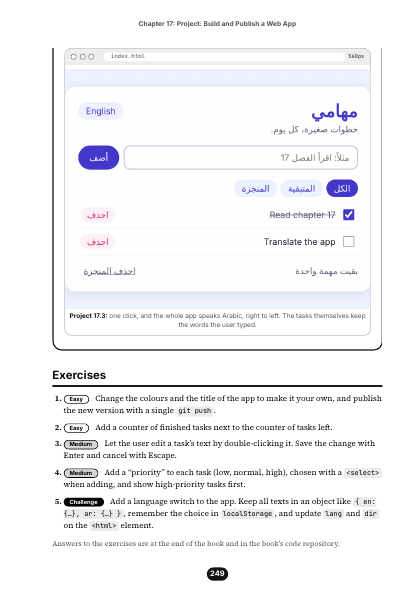 Chapter 17: Project: Build and Publish a Web App
index.html
560px
English
مهامي
خطوات صغيرة، كل يوم.
أضف
مثلاً: اقرأ الفصل 17
الكل
المتبقية
المنجزة
Read chapter 17
احذف
Translate the app
احذف
بقيت مهمة واحدة
احذف المنجزة
Project 17.3: one click, and the whole app speaks Arabic, right to left. The tasks themselves keep
the words the user typed.
Exercises
1. Easy Change the colours and the title of the app to make it your own, and publish
the new version with a single git push.
2. Easy Add a counter of finished tasks next to the counter of tasks left.
3. Medium Let the user edit a task's text by double-clicking it. Save the change with
Enter and cancel with Escape.
4. Medium Add a “priority” to each task (low, normal, high), chosen with a <select>
when adding, and show high-priority tasks first.
5. Challenge Add a language switch to the app. Keep all texts in an object like { en:
{…}, ar: {…} }, remember the choice in localStorage, and update lang and dir
on the <html> element.
Answers to the exercises are at the end of the book and in the book's code repository.
249